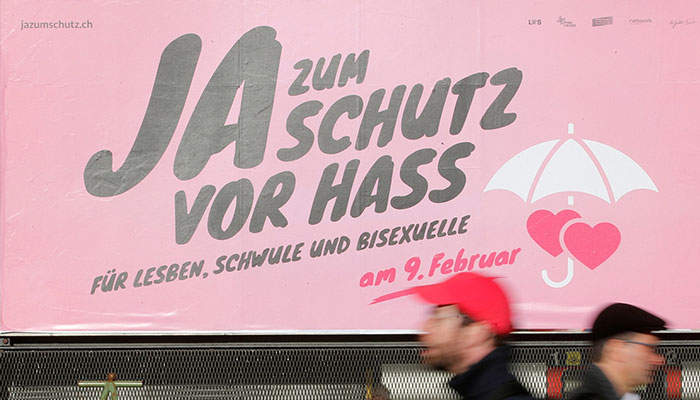 jazumschutz.ch
JA ZUM
SCHUTZ
VOR HASS
FÜR LESBEN, SCHWULE UND BISEXUELLE
am 9. Februar